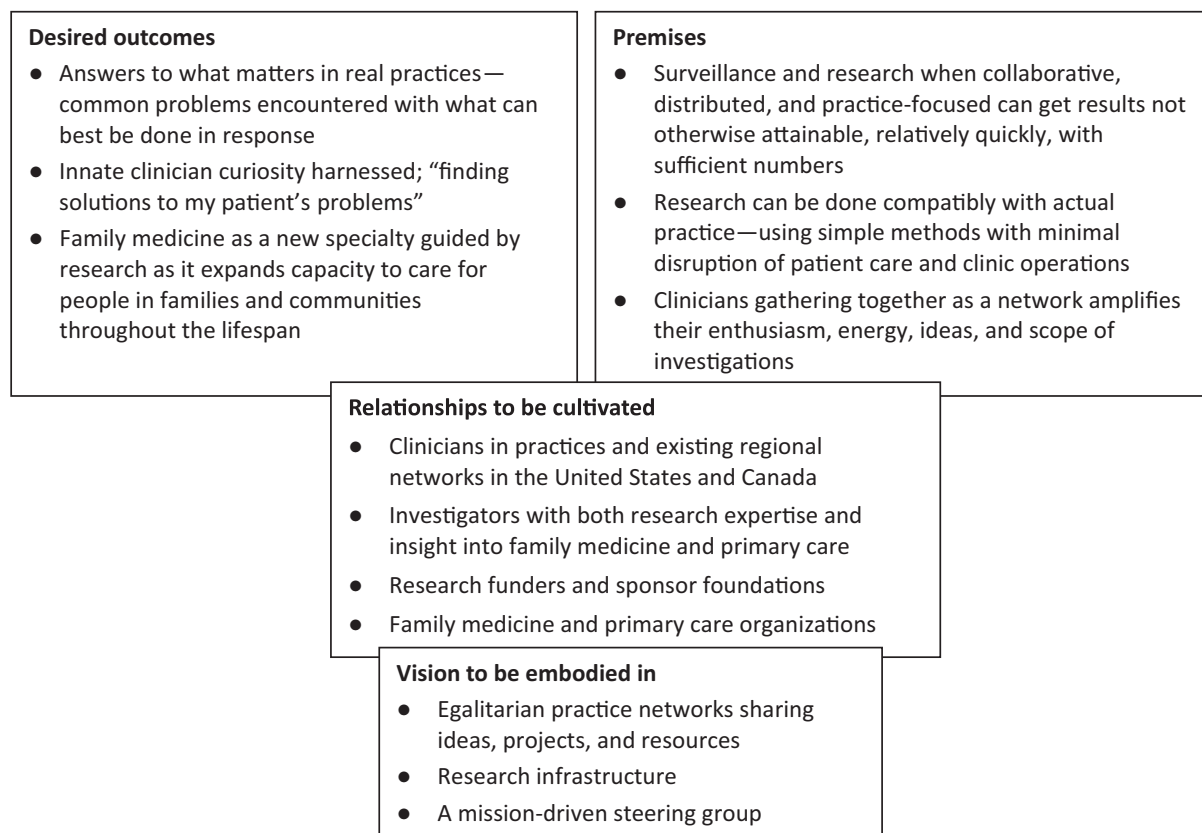 Desired outcomes
● Answers to what matters in real practices—
common problems encountered with what can
best be done in response
● Innate clinician curiosity harnessed; “finding
solutions to my patient’s problems”
● Family medicine as a new specialty guided by
research as it expands capacity to care for
people in families and communities
throughout the lifespan
Premises
● Surveillance and research when collaborative,
distributed, and practice-focused can get results not
otherwise attainable, relatively quickly, with
sufficient numbers
● Research can be done compatibly with actual
practice—using simple methods with minimal
disruption of patient care and clinic operations
● Clinicians gathering together as a network amplifies
their enthusiasm, energy, ideas, and scope of
investigations
Relationships to be cultivated
● Clinicians in practices and existing regional
networks in the United States and Canada
● Investigators with both research expertise and
insight into family medicine and primary care
● Research funders and sponsor foundations
● Family medicine and primary care organizations
Vision to be embodied in
● Egalitarian practice networks sharing
ideas, projects, and resources
● Research infrastructure
● A mission-driven steering group